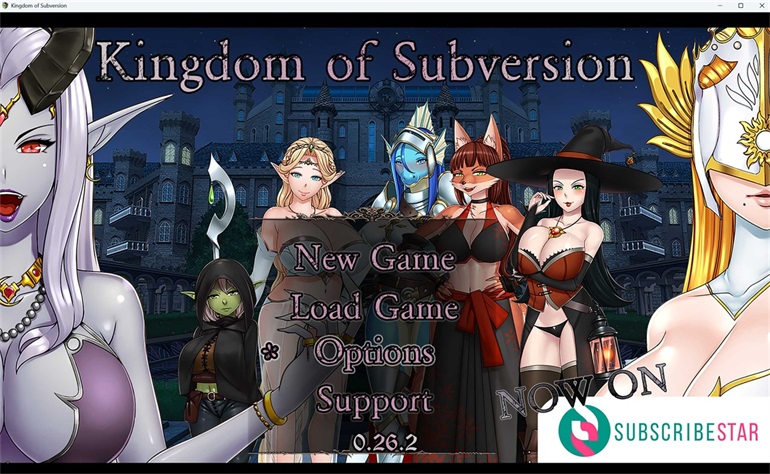 Kingdom of Subversion
Kingdom of Subversion
New Game
Load Game
* Options
Support
0.26.2
NOW ON
SUBSCRIBESTAR